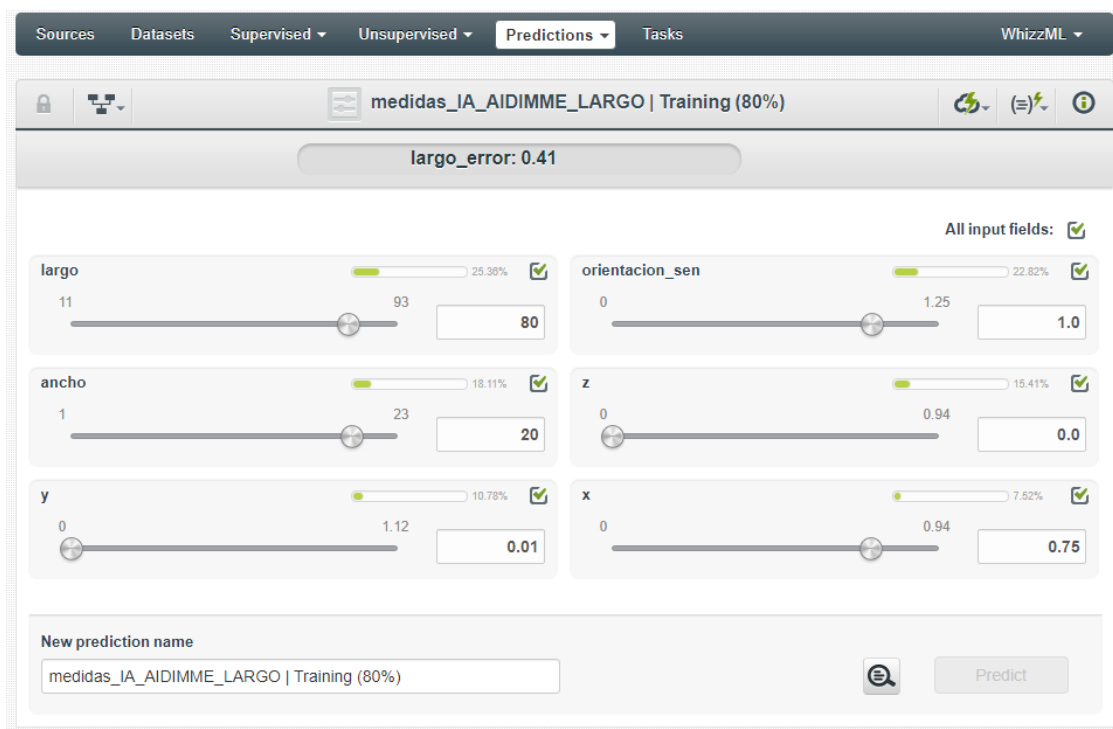 Sources Datasets Supervised Unsupervised Predictions Tasks WhizzML
medidas_IA_AIDIMME_LARGO | Training (80%)
largo_error: 0.41
All input fields:
largo 25.36% orientacion_sen 22.82%
11 93 0 1.25
80 1.0
ancho 18.11% z 15.41%
1 23 0 0.94
20 0.0
y 10.78% x 7.52%
0 1.12 0 0.94
0.01 0.75
New prediction name
medidas_IA_AIDIMME_LARGO | Training (80%) Predict